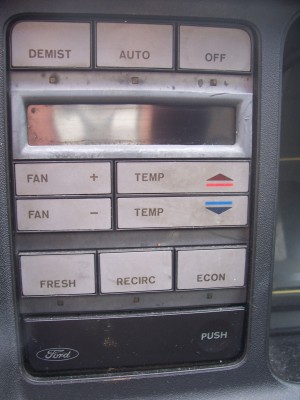 DEMIST AUTO OFF
FAN + TEMP
FAN − TEMP
FRESH RECIRC ECON
PUSH
Ford